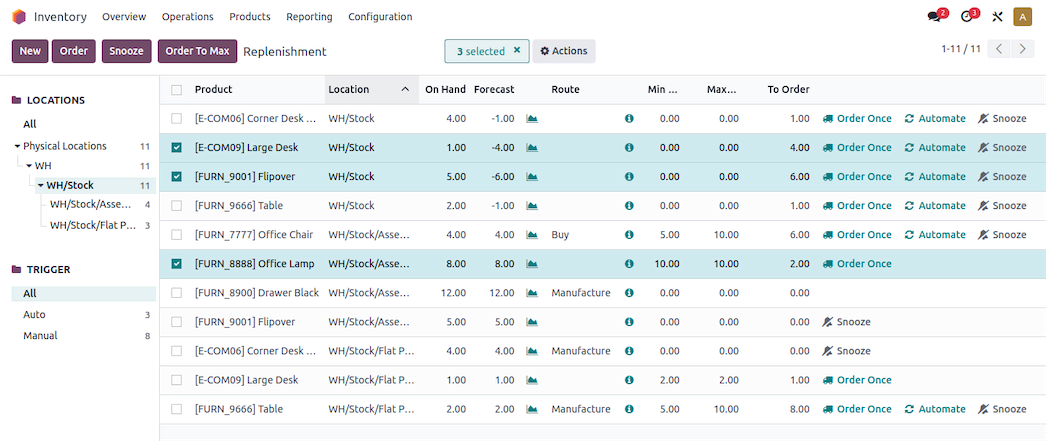 Inventory Overview Operations Products Reporting Configuration 2 3 A
New Order Snooze Order To Max Replenishment 3 selected × Actions 1-11 / 11
LOCATIONS
All
Physical Locations 11
WH 11
WH/Stock 11
WH/Stock/Asse... 4
WH/Stock/Flat P... 3
TRIGGER
All
Auto 3
Manual 8
Product Location On Hand Forecast Route Min ... Max... To Order
[E-COM06] Corner Desk ... WH/Stock 4.00 -1.00 0.00 0.00 1.00 Order Once Automate Snooze
[E-COM09] Large Desk WH/Stock 1.00 -4.00 0.00 0.00 4.00 Order Once Automate Snooze
[FURN_9001] Flipover WH/Stock 5.00 -6.00 0.00 0.00 6.00 Order Once Automate Snooze
[FURN_9666] Table WH/Stock 2.00 -1.00 0.00 0.00 1.00 Order Once Automate Snooze
[FURN_7777] Office Chair WH/Stock/Asse... 4.00 4.00 Buy 5.00 10.00 6.00 Order Once Automate Snooze
[FURN_8888] Office Lamp WH/Stock/Asse... 8.00 8.00 10.00 10.00 2.00 Order Once
[FURN_8900] Drawer Black WH/Stock/Asse... 12.00 12.00 Manufacture 0.00 0.00 0.00
[FURN_9001] Flipover WH/Stock/Asse... 5.00 5.00 0.00 0.00 0.00 Snooze
[E-COM06] Corner Desk ... WH/Stock/Flat P... 4.00 4.00 Manufacture 0.00 0.00 0.00 Snooze
[E-COM09] Large Desk WH/Stock/Flat P... 1.00 1.00 2.00 2.00 1.00 Order Once
[FURN_9666] Table WH/Stock/Flat P... 2.00 2.00 Manufacture 5.00 10.00 8.00 Order Once Automate Snooze